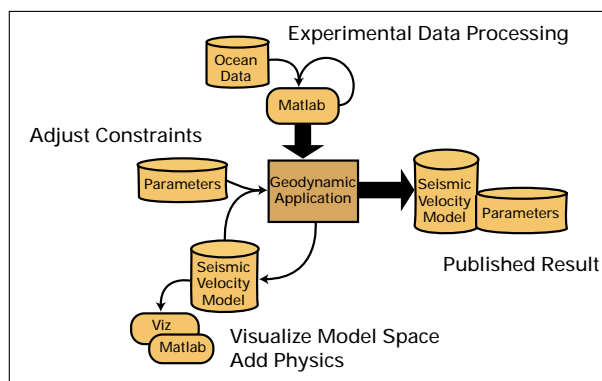 Experimental Data Processing
Ocean
Data
Matlab
Adjust Constraints
Parameters
Geodynamic
Application
Seismic
Velocity
Model
Parameters
Published Result
Seismic
Velocity
Model
Viz
Matlab
Visualize Model Space
Add Physics